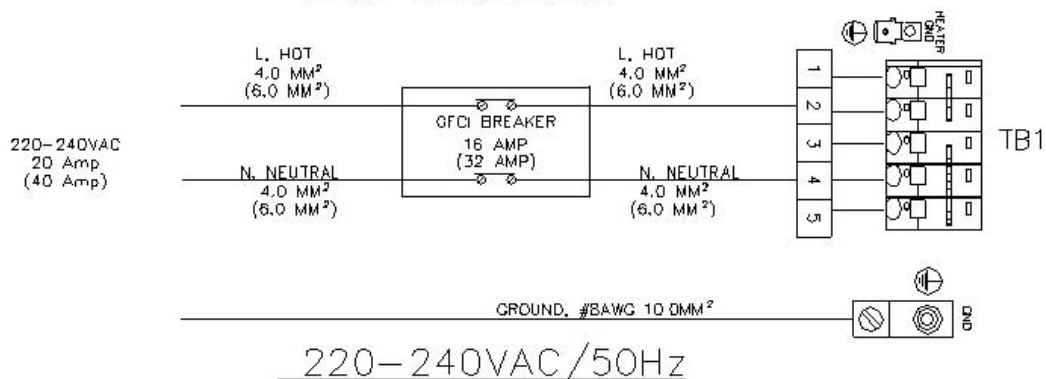 L. HOT
4.0 MM²
(6.0 MM²)
L. HOT
4.0 MM²
(6.0 MM²)
220-240VAC
20 Amp
(40 Amp)
GFCI BREAKER
16 AMP
(32 AMP)
N. NEUTRAL
4.0 MM²
(6.0 MM²)
N. NEUTRAL
4.0 MM²
(6.0 MM²)
1
2
3
4
5
HEATER
GND
TB1
GROUND, #8AWG 10.0MM²
GND
220-240VAC/50Hz